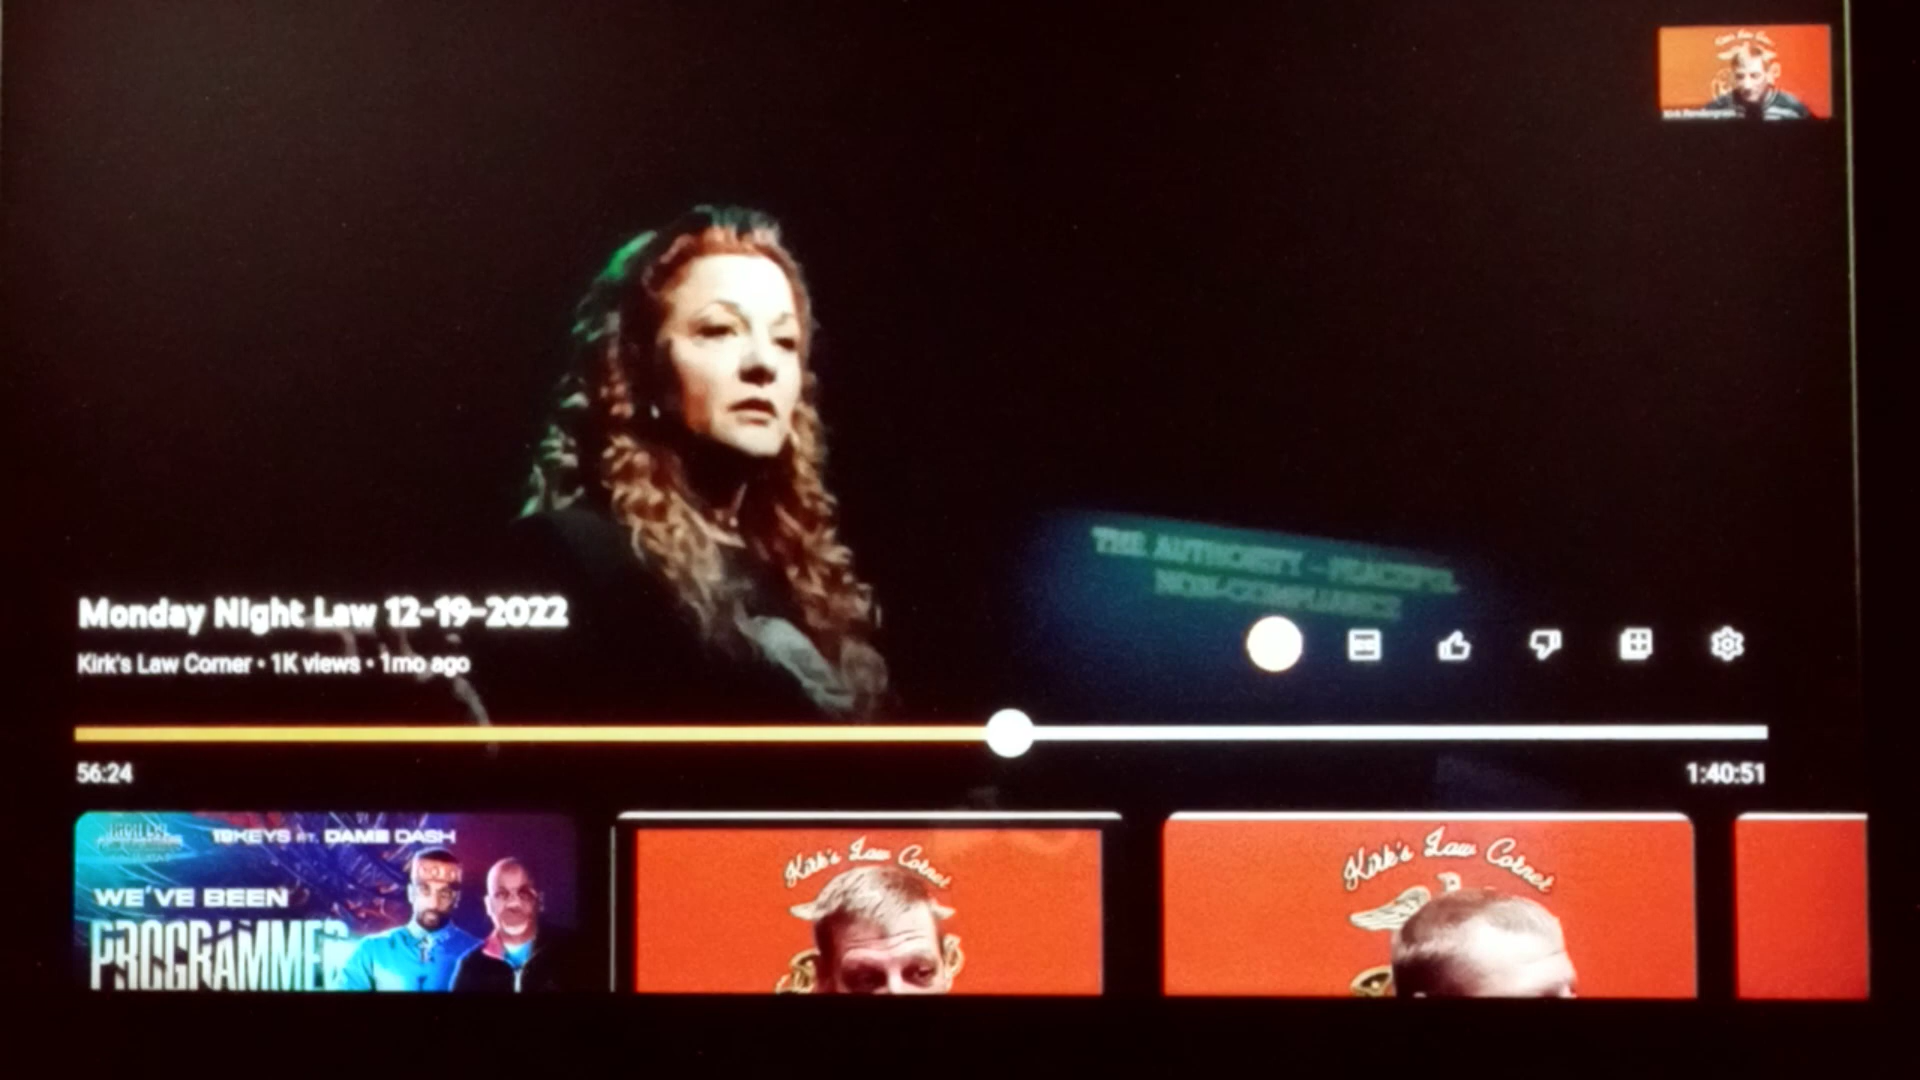 THE AUTHORITY – PEACEFUL
NON-COMPLIANCE
Monday Night Law 12-19-2022
Kirk's Law Corner • 1K views • 1mo ago
56:24
1:40:51
19KEYS FT. DAME DASH
WE'VE BEEN
PROGRAMMED
Kirk's Law Corner
Kirk's Law Corner